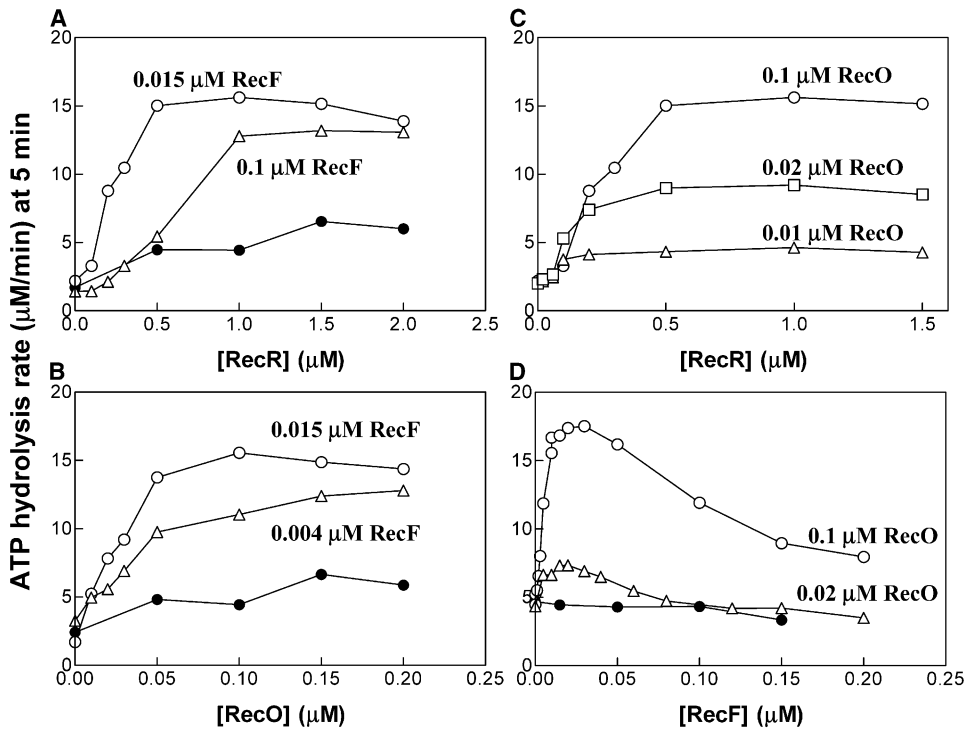 ATP hydrolysis rate (μM/min) at 5 min
A
20
15
10
5
0
0.015 μM RecF
0.1 μM RecF
0.0 0.5 1.0 1.5 2.0 2.5
[RecR] (μM)
C
20
15
10
5
0
0.1 μM RecO
0.02 μM RecO
0.01 μM RecO
0.0 0.5 1.0 1.5
[RecR] (μM)
B
20
15
10
5
0
0.015 μM RecF
0.004 μM RecF
0.00 0.05 0.10 0.15 0.20 0.25
[RecO] (μM)
D
20
15
10
5
0
0.1 μM RecO
0.02 μM RecO
0.00 0.05 0.10 0.15 0.20 0.25
[RecF] (μM)